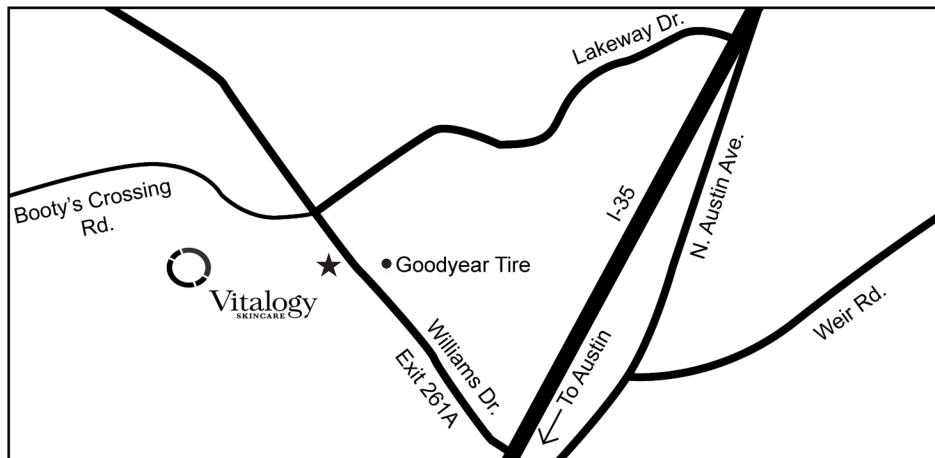 Lakeway Dr.
Booty's Crossing
Rd.
I-35
N. Austin Ave.
Goodyear Tire
Vitalogy
SKINCARE
Williams Dr.
Exit 261A
To Austin
Weir Rd.